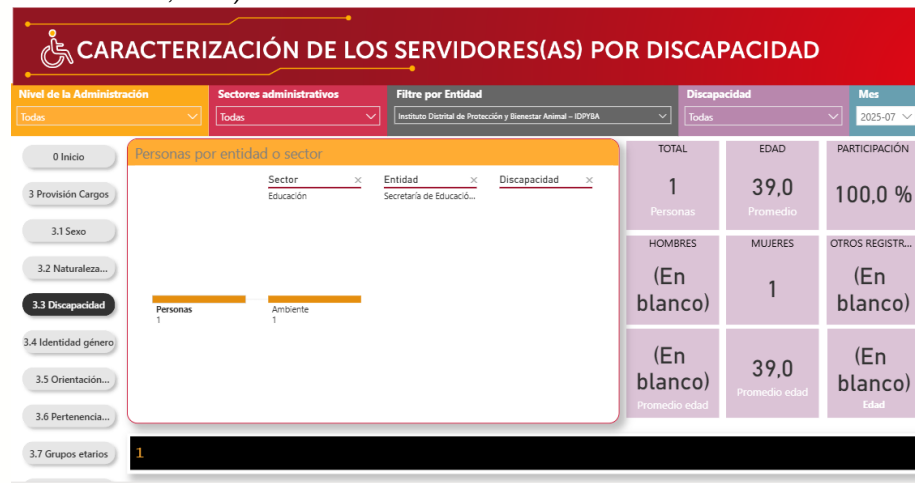 CARACTERIZACIÓN DE LOS SERVIDORES(AS) POR DISCAPACIDAD
Nivel de la Administración
Todas
Sectores administrativos
Todas
Filtre por Entidad
Instituto Distrital de Protección y Bienestar Animal – IDPYBA
Discapacidad
Todas
Mes
2025-07
0 Inicio
3 Provisión Cargos
3.1 Sexo
3.2 Naturaleza...
3.3 Discapacidad
3.4 Identidad género
3.5 Orientación...
3.6 Pertenencia...
3.7 Grupos etarios
Personas por entidad o sector
Sector
Educación
Entidad
Secretaría de Educació...
Discapacidad
Personas
1
Ambiente
1
TOTAL
1
Personas
EDAD
39,0
Promedio
PARTICIPACIÓN
100,0 %
HOMBRES
(En
blanco)
MUJERES
1
OTROS REGISTR...
(En
blanco)
(En
blanco)
Promedio edad
39,0
Promedio edad
(En
blanco)
Edad
1